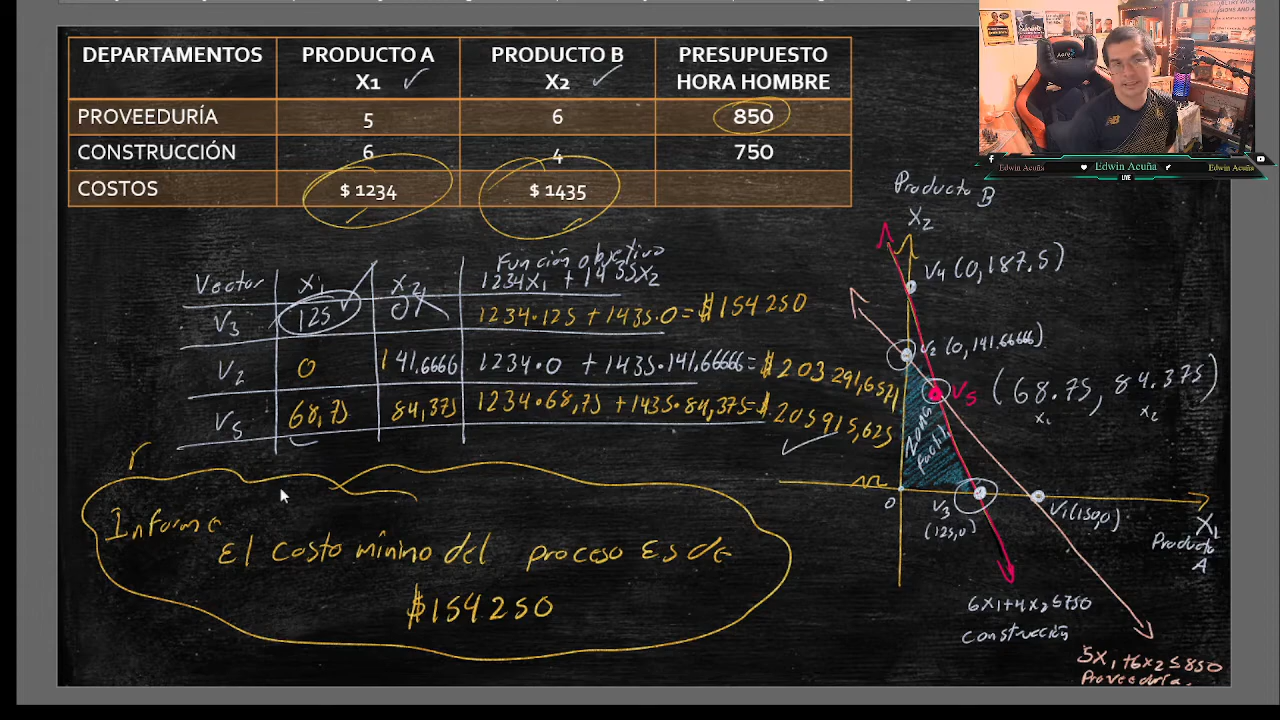 DEPARTAMENTOS PRODUCTO A X1 PRODUCTO B X2 PRESUPUESTO HORA HOMBRE
PROVEEDURÍA 5 6 850
CONSTRUCCIÓN 6 4 750
COSTOS $ 1234 $ 1435
Edwin Acuña Edwin Acuña Edwin Acuña
LIVE
Producto B
X2
V4 (0,187.5)
V2 (0,141.66666)
V5 (68.75, 84.375)
X1 X2
Zona Factible
0
V3 (125,0)
V1(150,0)
X1
Producto A
6X1+4X2≤750
Construcción
5X1+6X2≤850
Proveeduría.
Función objetivo
Vector X1 X2 1234X1 + 1435X2
V3 125 0 1234·125 + 1435·0 = $154250
V2 0 141.6666 1234·0 + 1435·141.66666=
V5 68,75 84,375 1234·68,75 + 1435·84,375=$205915,625
Informe
El costo mínimo del proceso Es de
$154250